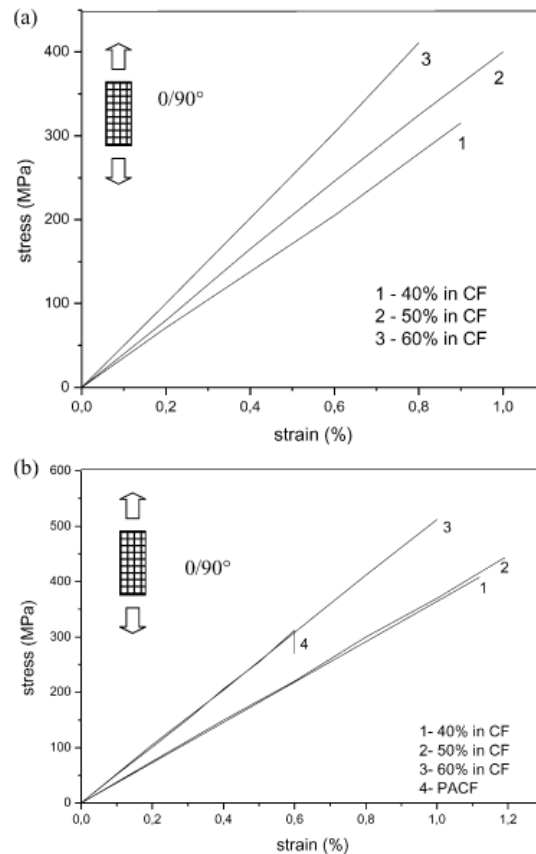 (a)
400
300
200
100
0
stress (MPa)
0/90°
3
2
1
1 - 40% in CF
2 - 50% in CF
3 - 60% in CF
0,0 0,2 0,4 0,6 0,8 1,0
strain (%)
(b)
600
500
400
300
200
100
0
stress (MPa)
0/90°
3
2
1
4
1- 40% in CF
2- 50% in CF
3- 60% in CF
4- PACF
0,0 0,2 0,4 0,6 0,8 1,0 1,2
strain (%)